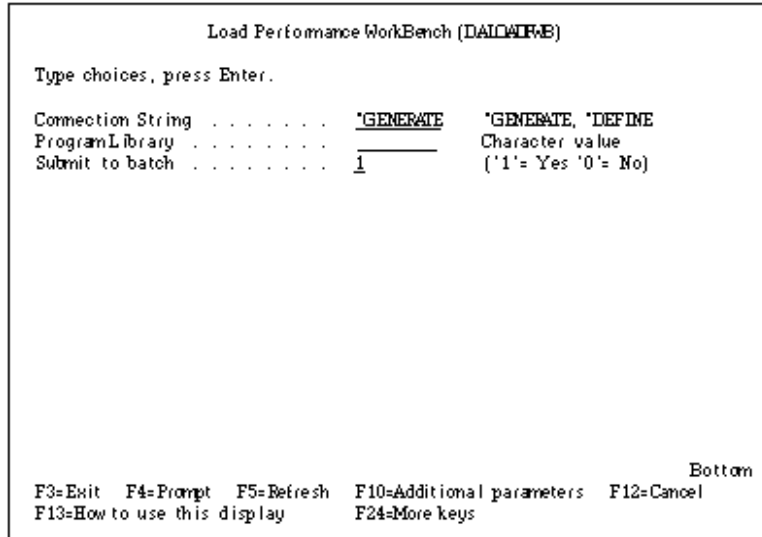 Load Performance WorkBench (DALOADPWB)
Type choices, press Enter.
Connection String . . . . . . . *GENERATE *GENERATE, *DEFINE
Program Library . . . . . . . . Character value
Submit to batch . . . . . . . . 1 ('1'= Yes '0'= No)
Bottom
F3=Exit F4=Prompt F5=Refresh F10=Additional parameters F12=Cancel
F13=How to use this display F24=More keys